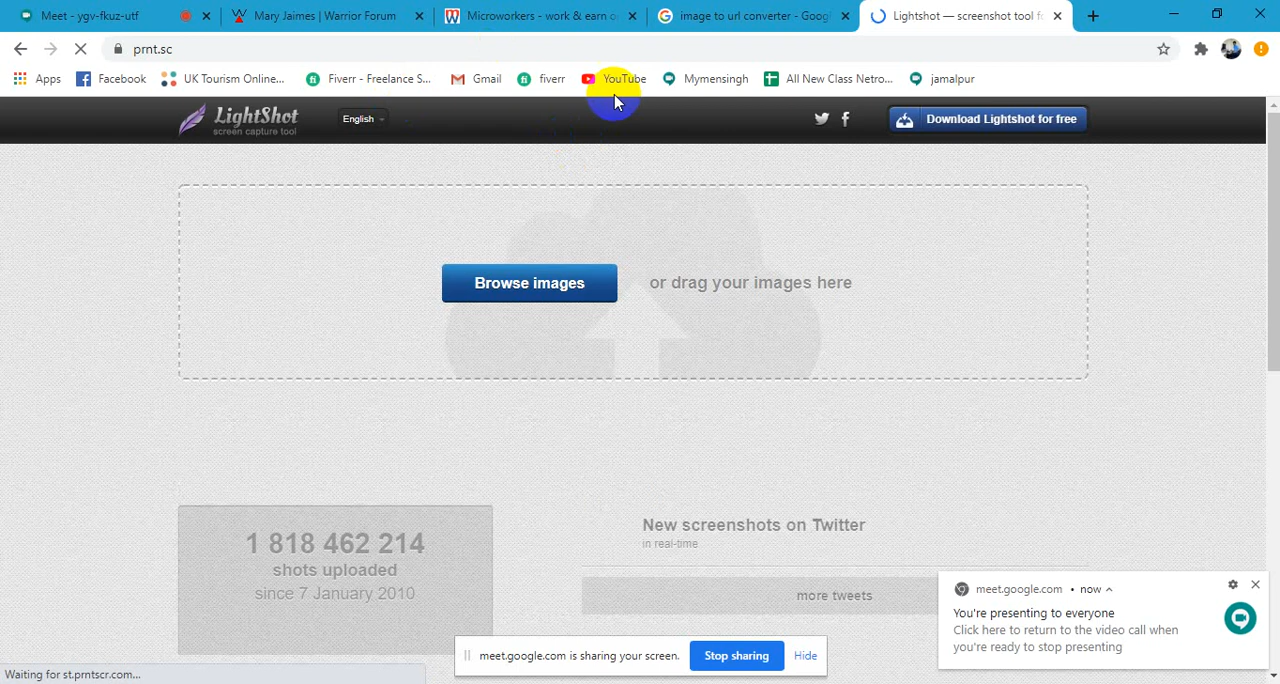 Meet - ygv-fkuz-utf
Mary Jaimes | Warrior Forum
Microworkers - work & earn o
image to url converter - Goog
Lightshot — screenshot tool f
prnt.sc
Apps
Facebook
UK Tourism Online...
Fiverr - Freelance S...
Gmail
fiverr
YouTube
Mymensingh
All New Class Netro...
jamalpur
LightShot
screen capture tool
English
Download Lightshot for free
Browse images
or drag your images here
1 818 462 214
shots uploaded
since 7 January 2010
New screenshots on Twitter
in real-time
more tweets
meet.google.com • now
You're presenting to everyone
Click here to return to the video call when
you're ready to stop presenting
meet.google.com is sharing your screen.
Stop sharing
Hide
Waiting for st.prntscr.com...